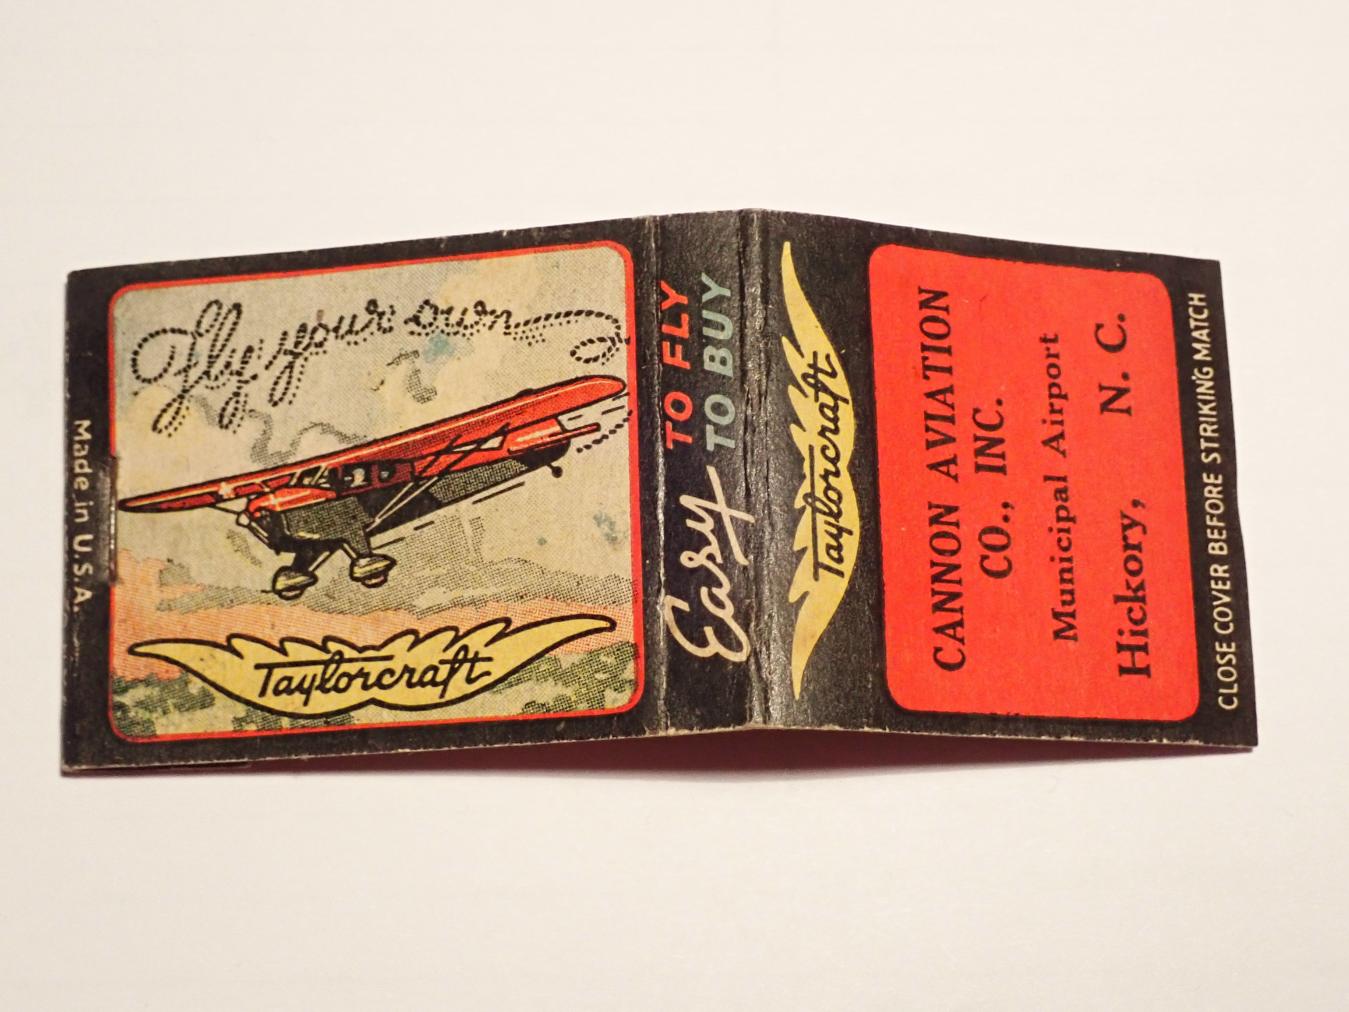 Made in U.S.A.
Fly your own
Taylorcraft
Easy TO FLY
TO BUY
Taylorcraft
CANNON AVIATION
CO., INC.
Municipal Airport
Hickory, N. C.
CLOSE COVER BEFORE STRIKING MATCH